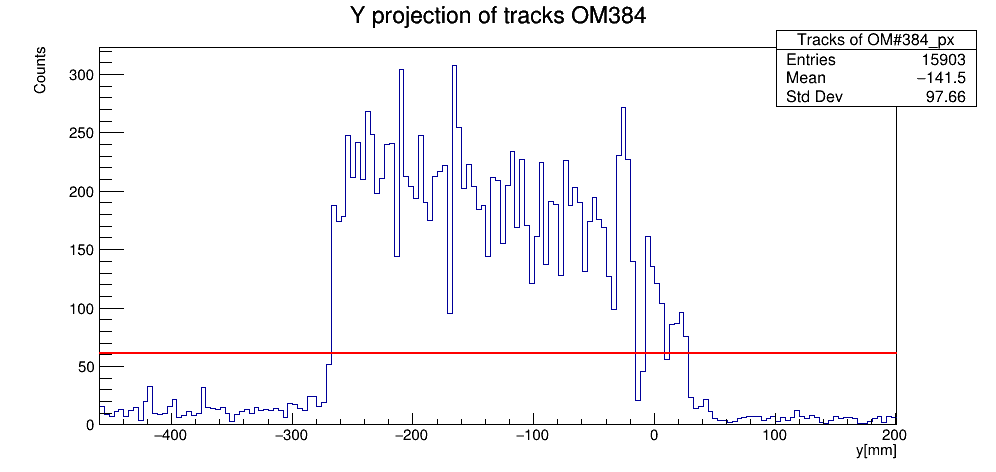 Y projection of tracks OM384
Tracks of OM#384_px
Entries 15903
Mean −141.5
Std Dev 97.66
Counts
300
250
200
150
100
50
0
−400 −300 −200 −100 0 100 200
y[mm]